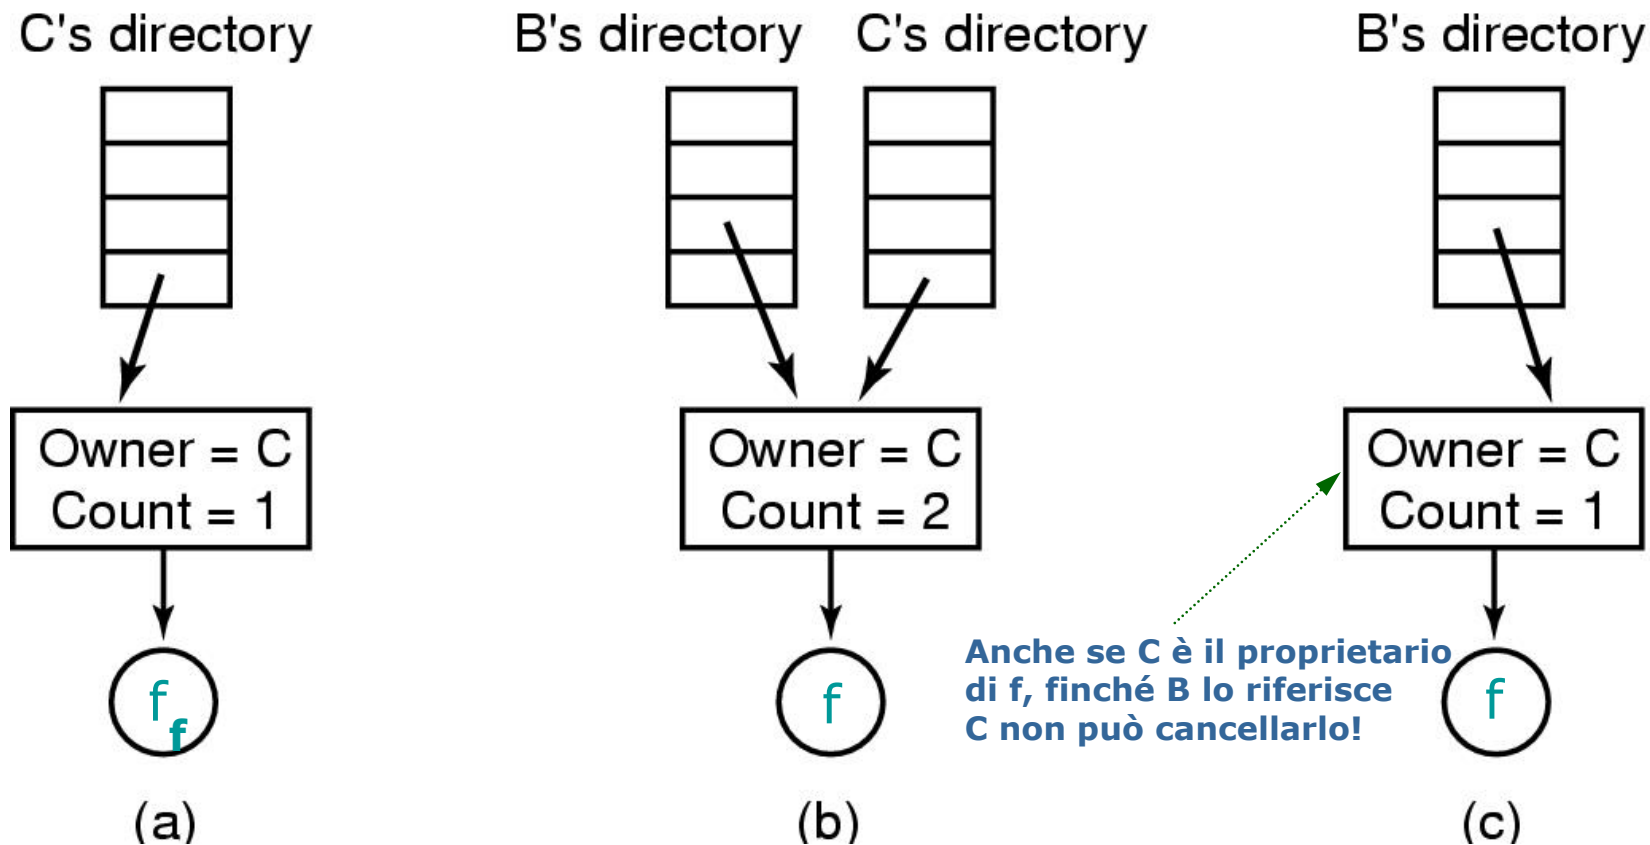 C's directory
B's directory
C's directory
B's directory
Owner = C
Count = 1
Owner = C
Count = 2
Owner = C
Count = 1
Anche se C è il proprietario
di f, finché B lo riferisce
C non può cancellarlo!
f
f
f
f
(a)
(b)
(c)